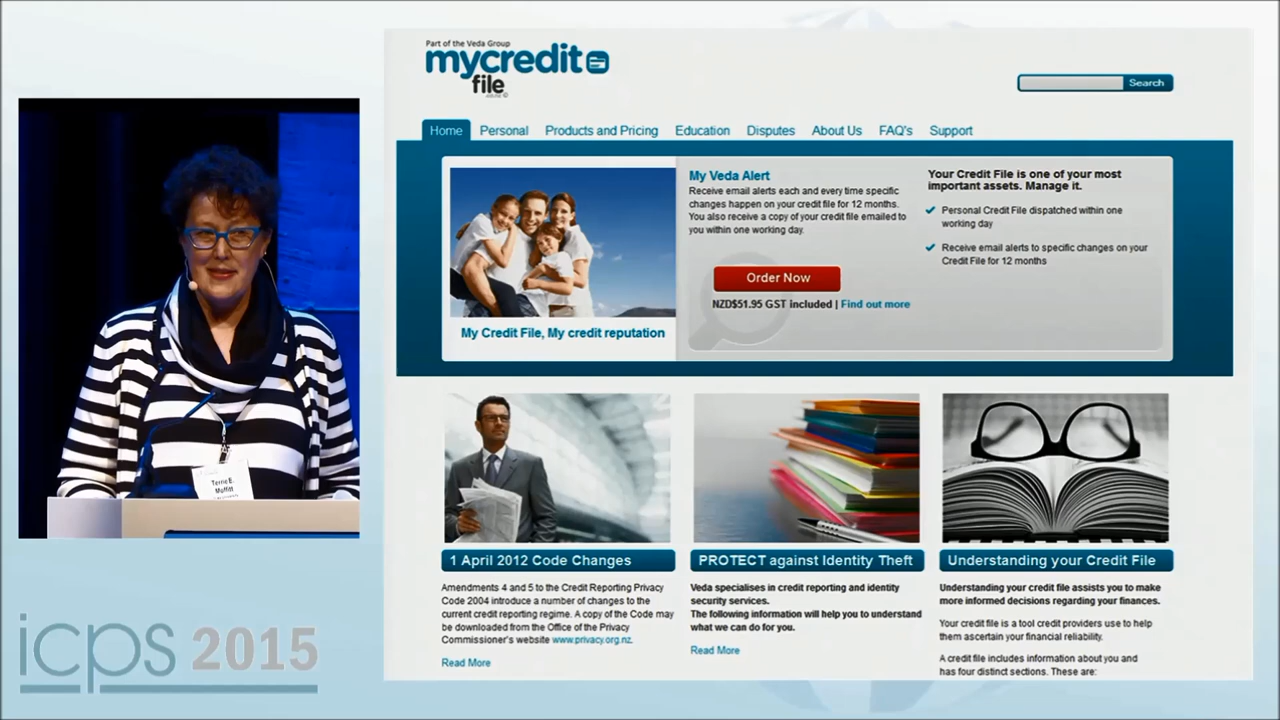 Part of the Veda Group
mycredit
file
Search
Home
Personal
Products and Pricing
Education
Disputes
About Us
FAQ's
Support
My Credit File, My credit reputation
My Veda Alert
Receive email alerts each and every time specific
changes happen on your credit file for 12 months.
You also receive a copy of your credit file emailed to
you within one working day.
Order Now
NZD$51.95 GST included | Find out more
Your Credit File is one of your most
important assets. Manage it.
Personal Credit File dispatched within one
working day
Receive email alerts to specific changes on your
Credit File for 12 months
1 April 2012 Code Changes
Amendments 4 and 5 to the Credit Reporting Privacy
Code 2004 introduce a number of changes to the
current credit reporting regime. A copy of the Code may
be downloaded from the Office of the Privacy
Commissioner's website www.privacy.org.nz.
Read More
PROTECT against Identity Theft
Veda specialises in credit reporting and identity
security services.
The following information will help you to understand
what we can do for you.
Read More
Understanding your Credit File
Understanding your credit file assists you to make
more informed decisions regarding your finances.
Your credit file is a tool credit providers use to help
them ascertain your financial reliability.
A credit file includes information about you and
has four distinct sections. These are:
Terrie E.
Moffitt
icps 2015